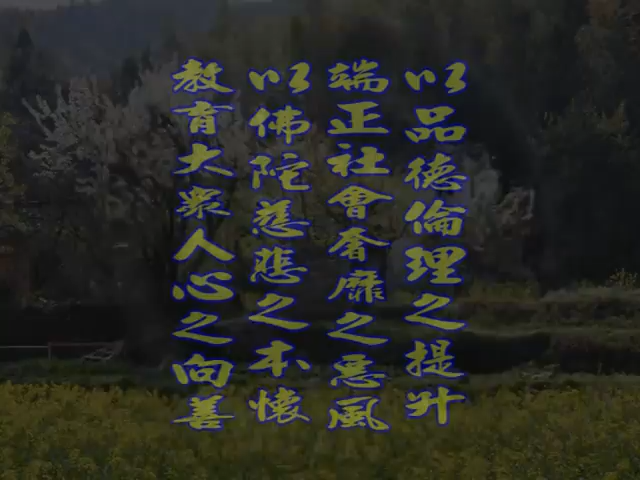 以品德倫理之提升
端正社會奢靡之惡風
以佛陀慈悲之本懷
教育大眾人心之向善